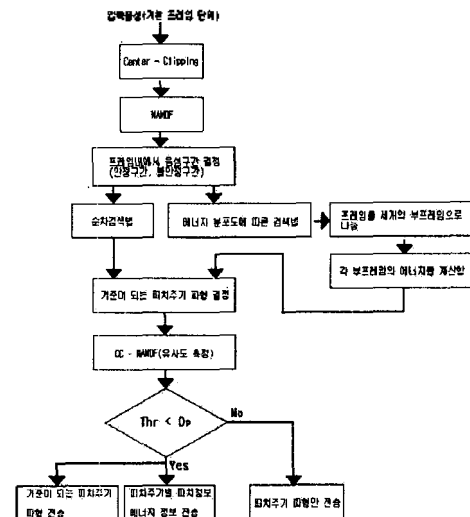 입력음성(기본 프레임 단위)
Center - Clipping
NAMDF
프레임내에서 음성구간 결정
(안정구간, 불안정구간)
순차검색법
에너지 분포도에 따른 검색법
프레임을 세개의 부프레임으로
나눔
각 부프레임의 에너지를 계산함
기준이 되는 피치주기 파형 결정
CC - NAMDF(유사도 측정)
Thr < Dp
No
Yes
기준이 되는 피치주기
파형 전송
피치주기별 피치정보
에너지 정보 전송
피치주기 파형만 전송